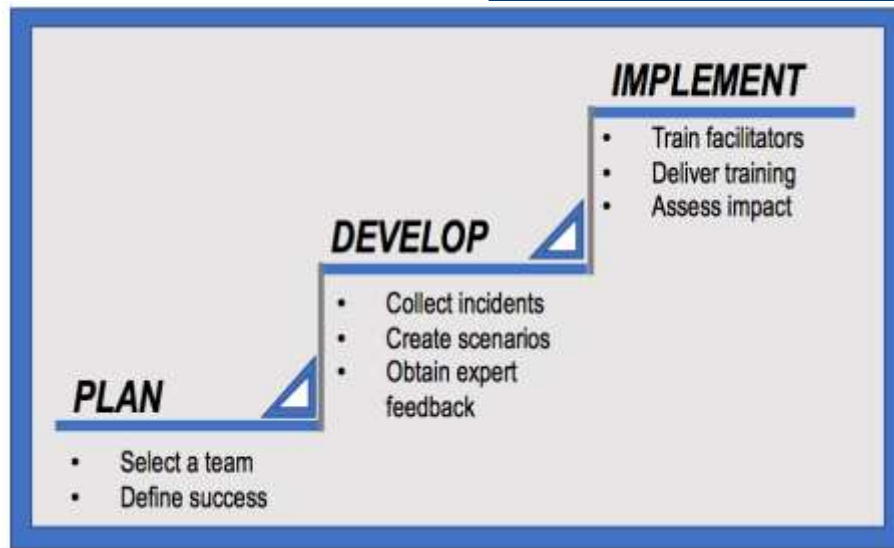 IMPLEMENT
• Train facilitators
• Deliver training
• Assess impact
DEVELOP
• Collect incidents
• Create scenarios
• Obtain expert
feedback
PLAN
• Select a team
• Define success